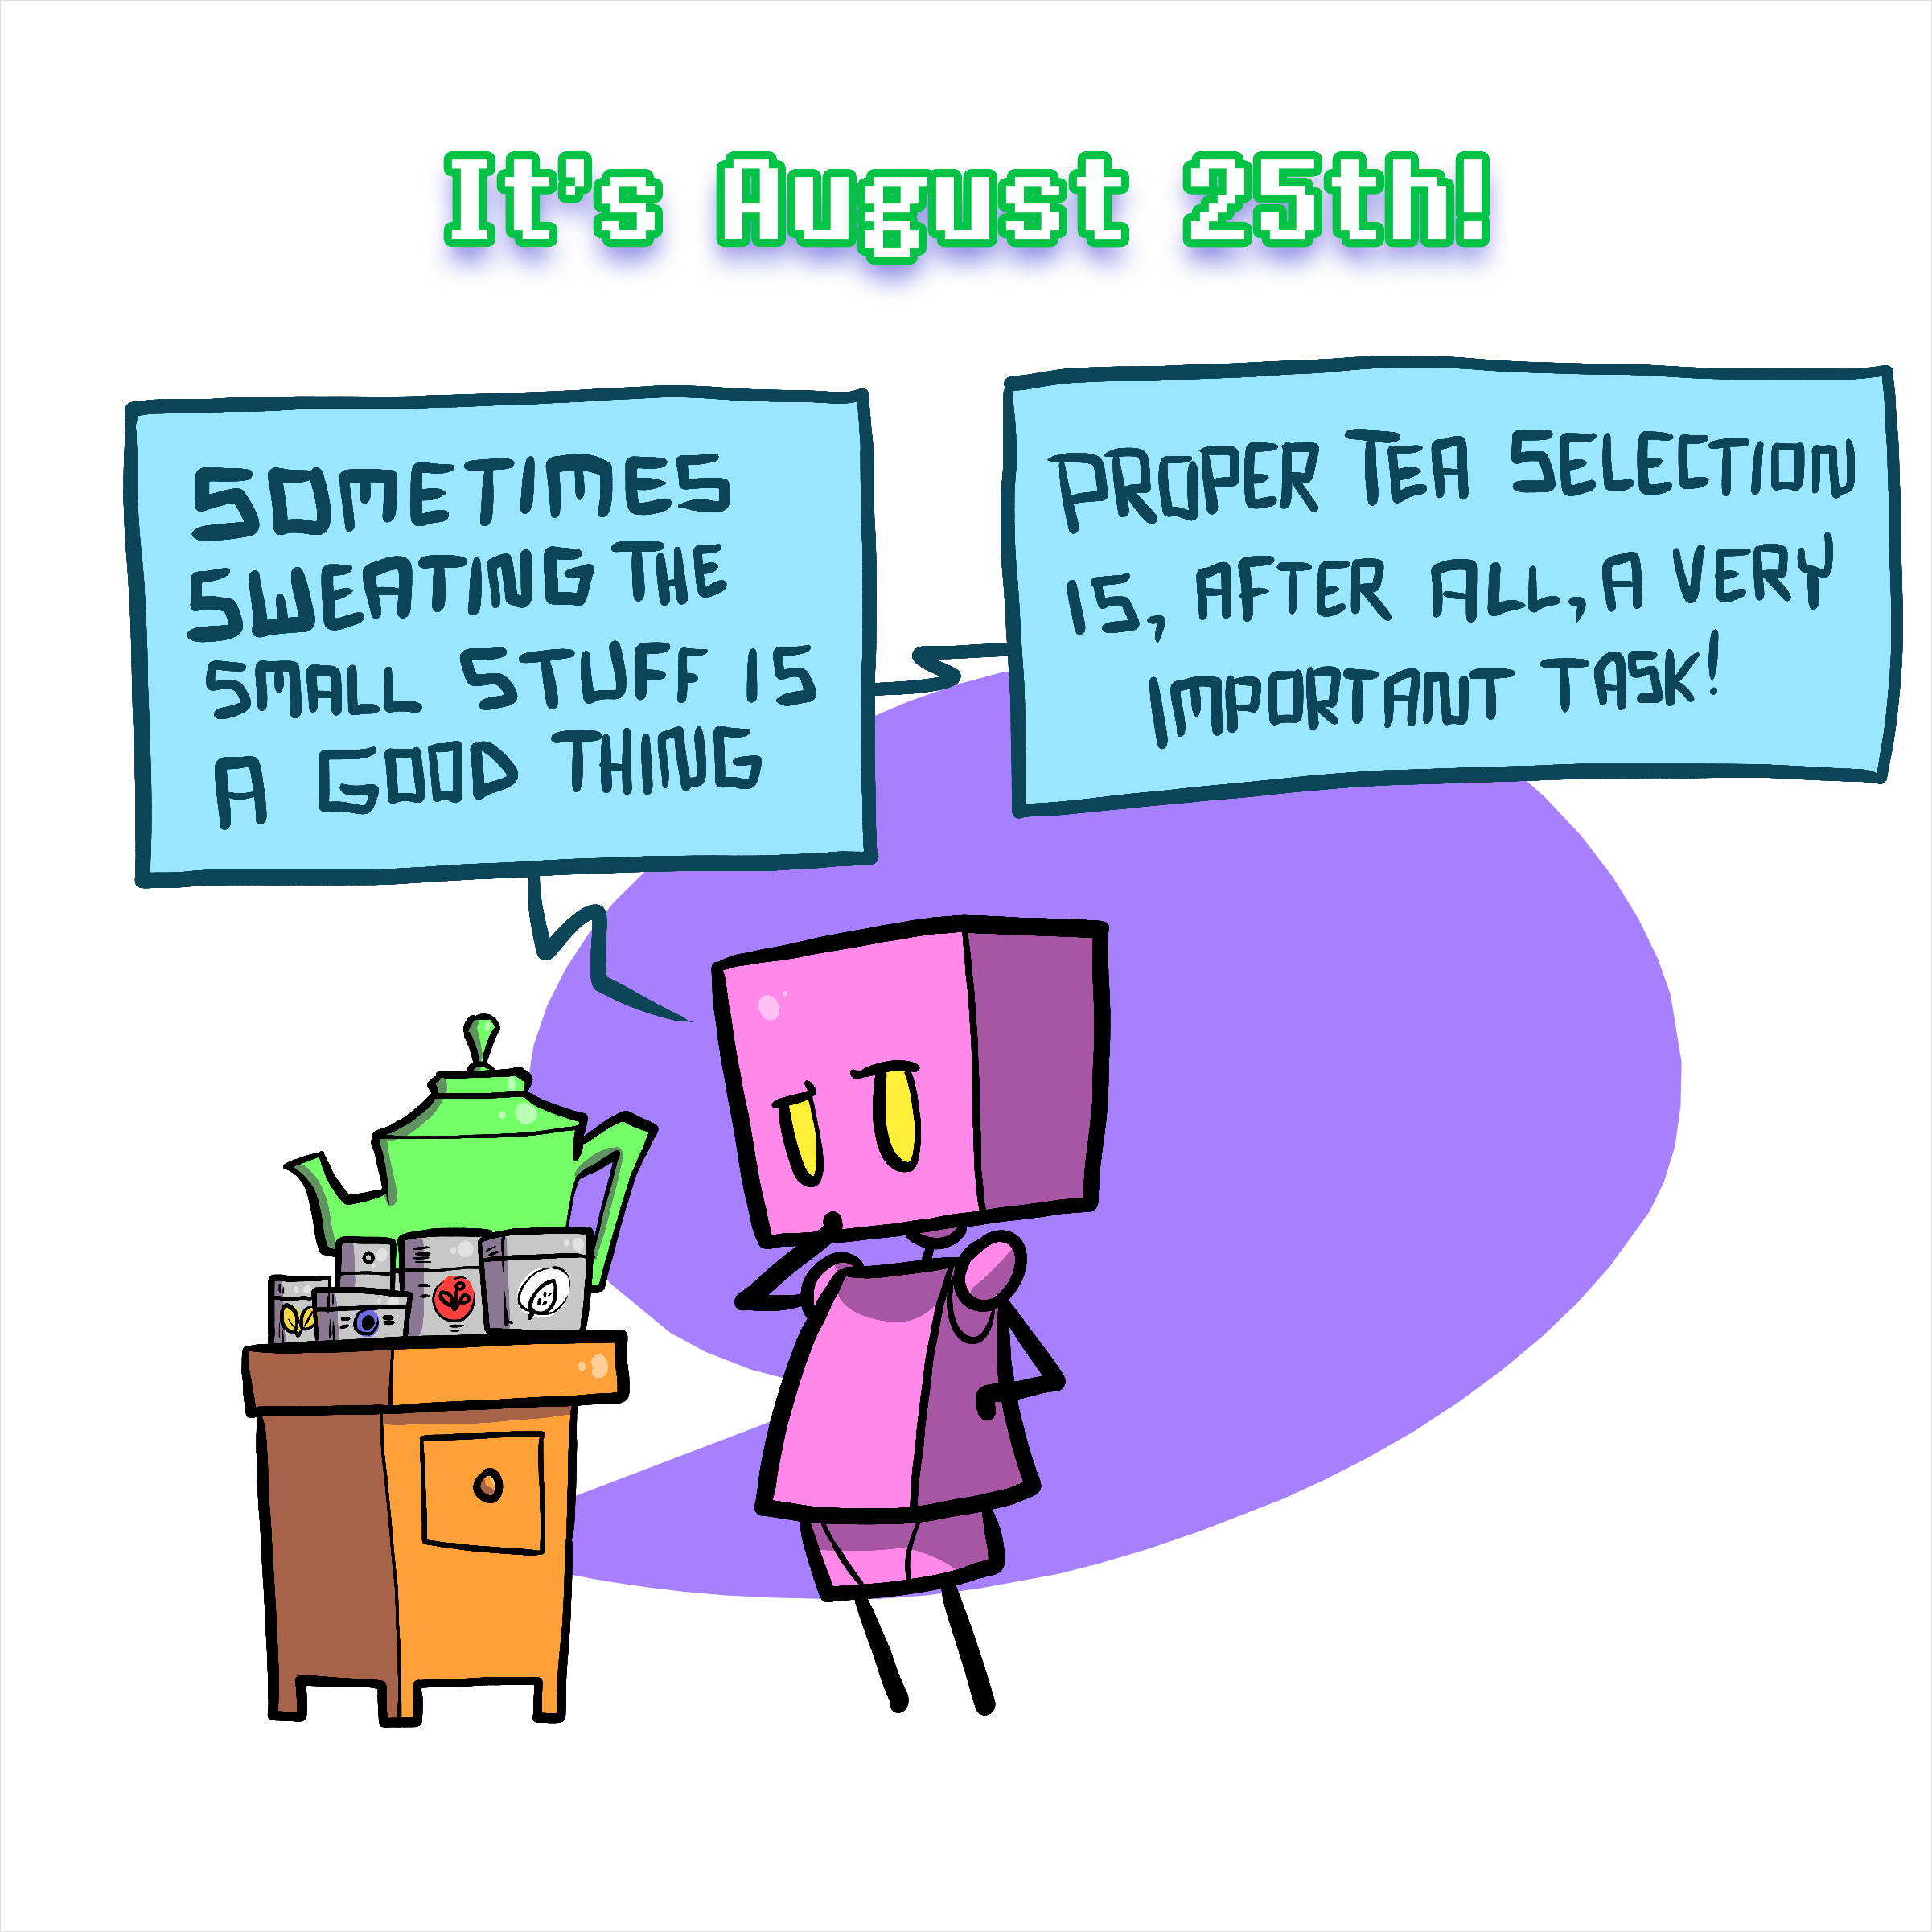 It's August 25th!
SOMETIMES
SWEATING THE
SMALL STUFF IS
A GOOD THING
PROPER TEA SELECTION
IS, AFTER ALL, A VERY
IMPORTANT TASK!